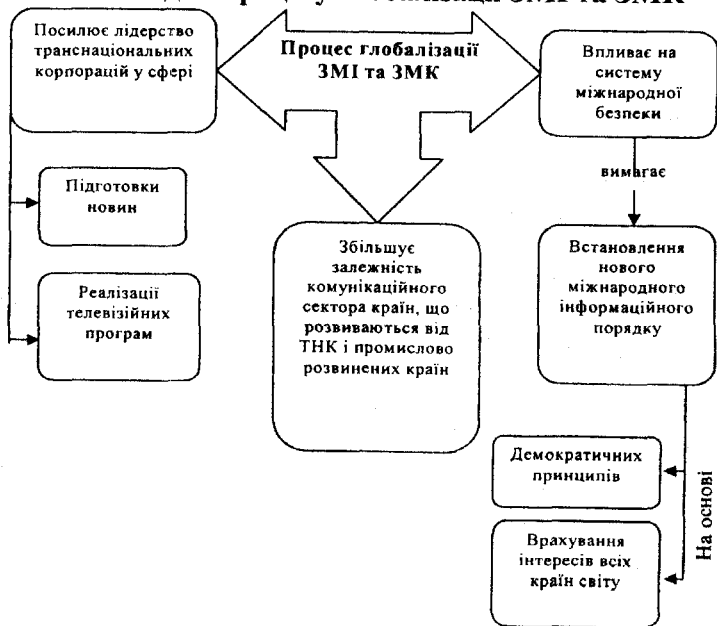 Посилює лідерство
транснаціональних
корпорацій у сфері
Процес глобалізації
ЗМІ та ЗМК
Впливає на
систему
міжнародної
безпеки
Підготовки
новин
Реалізації
телевізійних
програм
Збільшує
залежність
комунікаційного
сектора країн, що
розвиваються від
ТНК і промислово
розвинених країн
вимагає
Встановлення
нового
міжнародного
інформаційного
порядку
На основі
Демократичних
принципів
Врахування
інтересів всіх
країн світу